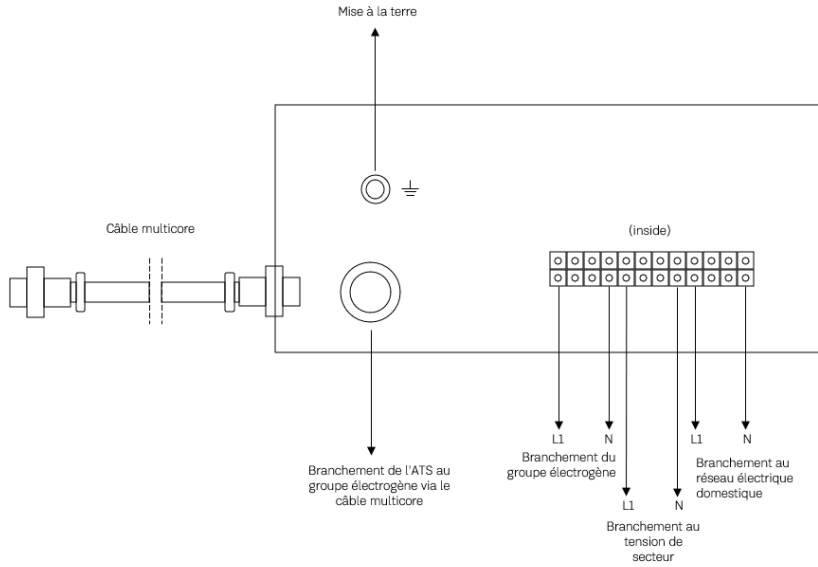 Mise à la terre
Câble multicore
(inside)
L1
N
L1
N
Branchement du
groupe électrogène
Branchement au
réseau électrique
domestique
Branchement de l'ATS au
groupe électrogène via le
câble multicore
L1
N
Branchement au
tension de
secteur